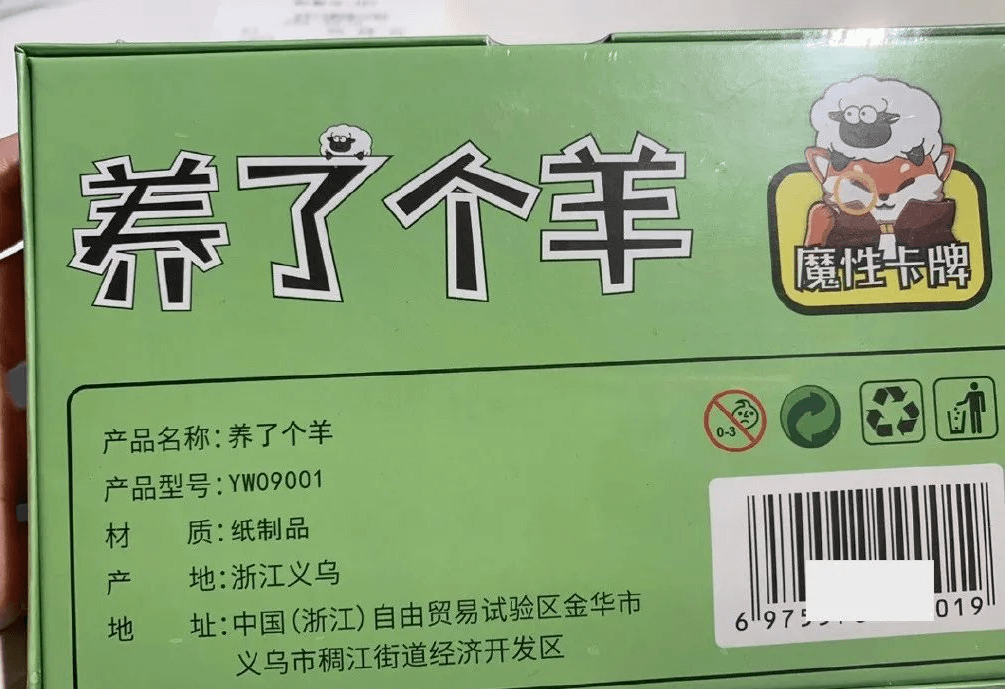 养了个羊
魔性卡牌
产品名称:养了个羊
产品型号:YW09001
材 质:纸制品
产 地:浙江义乌
地 址:中国(浙江)自由贸易试验区金华市
义乌市稠江街道经济开发区
0-3